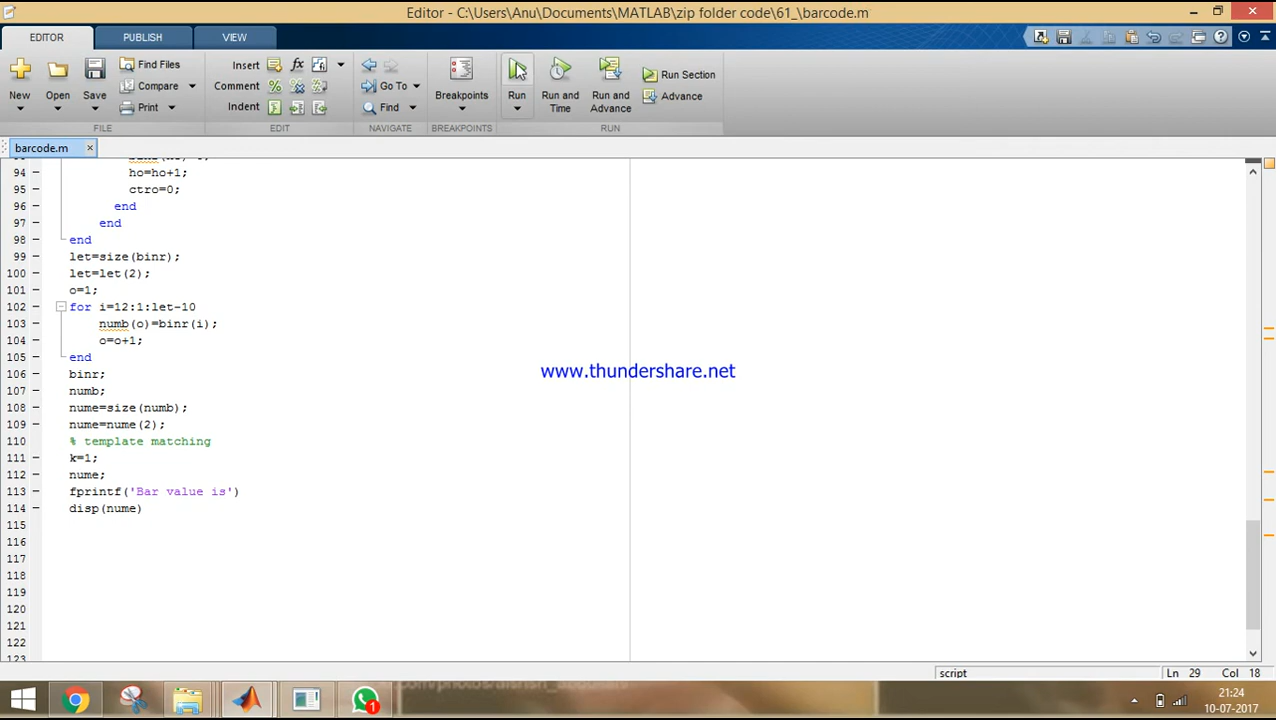 Editor - C:\Users\Anu\Documents\MATLAB\zip folder code\61_\barcode.m
EDITOR PUBLISH VIEW
New Open Save
Find Files
Compare
Print
FILE
Insert
Comment
Indent
EDIT
Go To
Find
NAVIGATE
Breakpoints
BREAKPOINTS
Run
Run and Time
Run and Advance
Run Section
Advance
RUN
barcode.m
94 ho=ho+1;
95 ctro=0;
96 end
97 end
98 end
99 let=size(binr);
100 let=let(2);
101 o=1;
102 for i=12:1:let-10
103 numb(o)=binr(i);
104 o=o+1;
105 end
106 binr;
107 numb;
108 nume=size(numb);
109 nume=nume(2);
110 % template matching
111 k=1;
112 nume;
113 fprintf('Bar value is')
114 disp(nume)
115
116
117
118
119
120
121
122
123
www.thundershare.net
script Ln 29 Col 18
1
21:24
10-07-2017